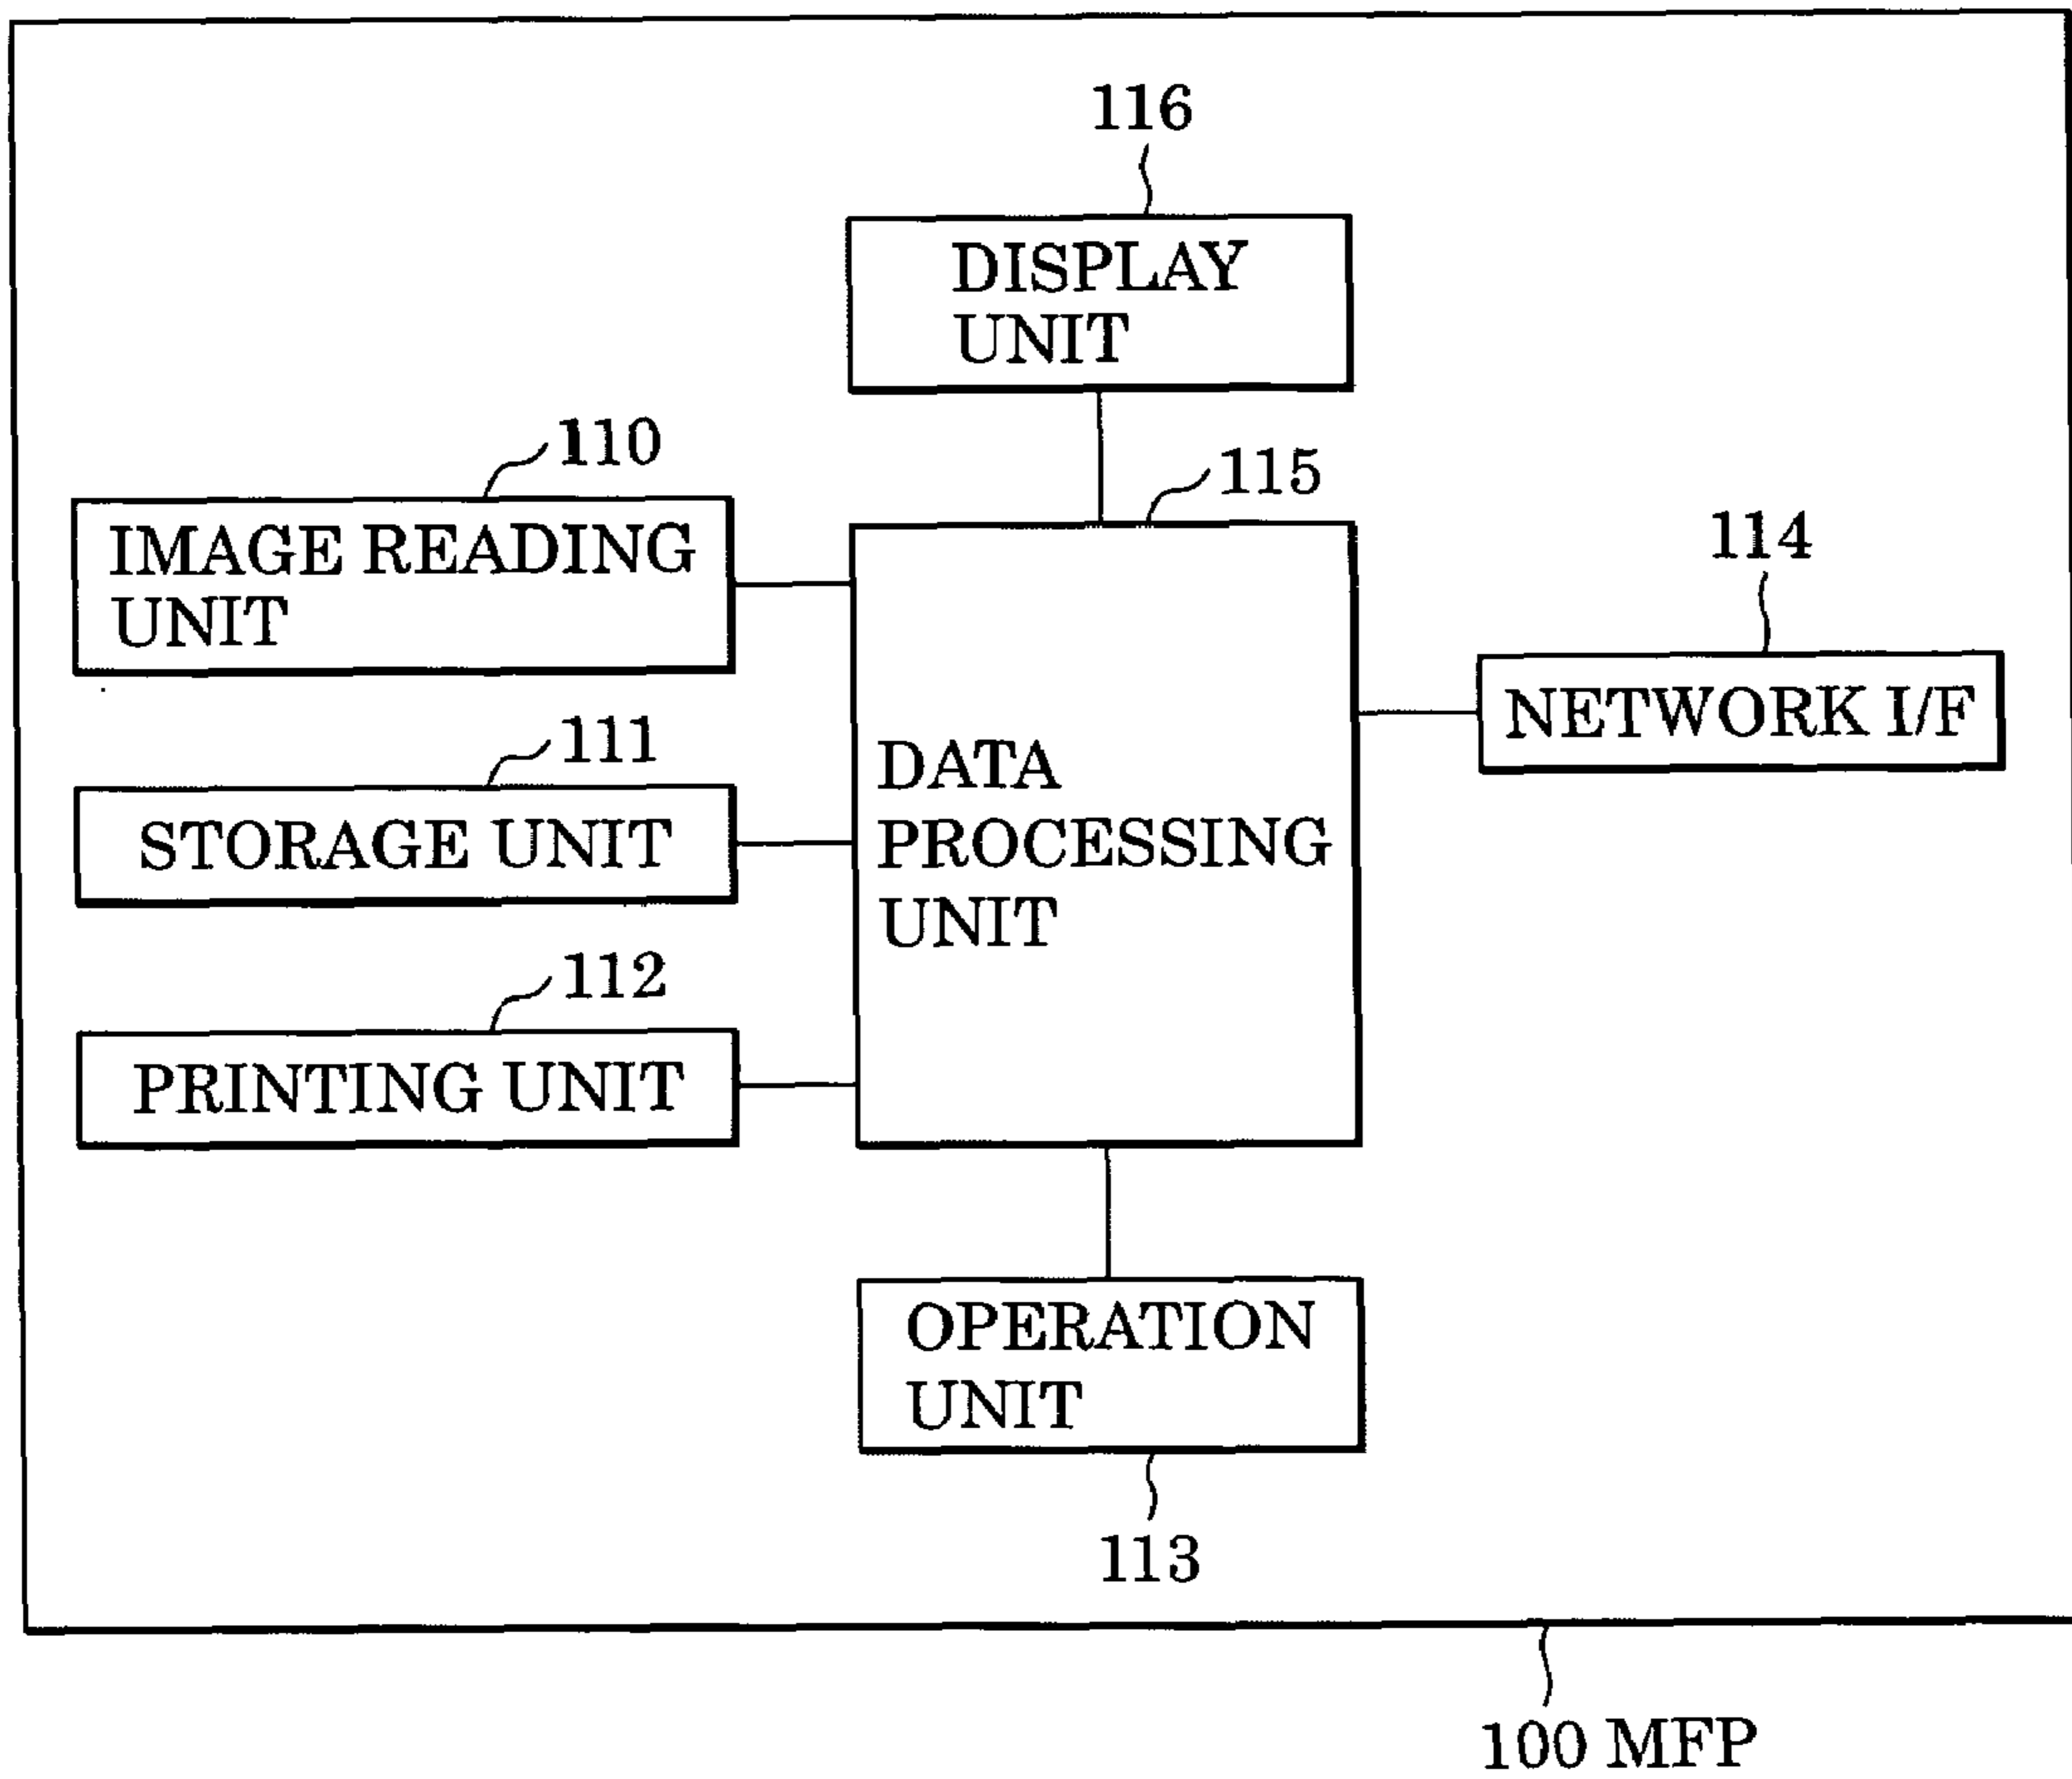 116
DISPLAY
UNIT
110
IMAGE READING
UNIT
115
114
NETWORK I/F
111
STORAGE UNIT
DATA
PROCESSING
UNIT
112
PRINTING UNIT
OPERATION
UNIT
113
100 MFP